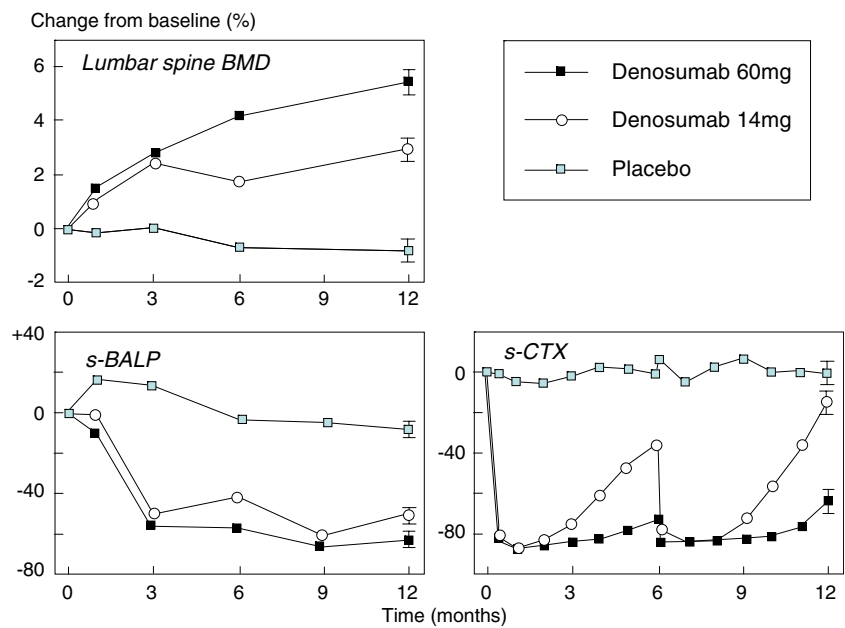 Change from baseline (%)
Lumbar spine BMD
6
4
2
0
-2
0 3 6 9 12
Denosumab 60mg
Denosumab 14mg
Placebo
s-BALP
+40
0
-40
-80
0 3 6 9 12
s-CTX
0
-40
-80
0 3 6 9 12
Time (months)